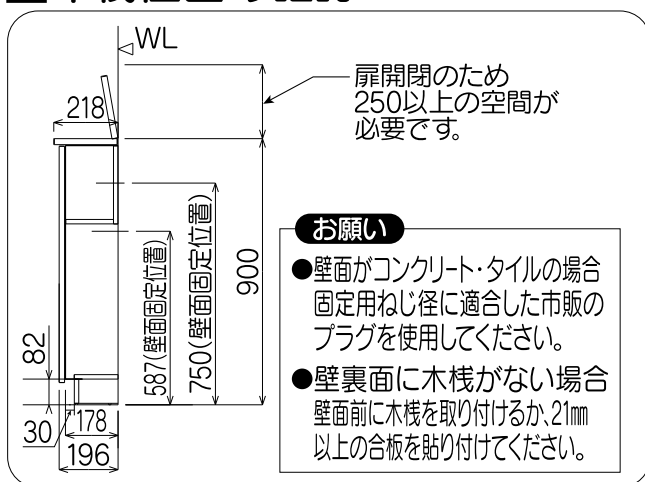 WL
扉開閉のため
250以上の空間が
必要です。
218
587(壁面固定位置)
750(壁面固定位置)
900
82
30
178
196
お願い
●壁面がコンクリート・タイルの場合
固定用ねじ径に適合した市販の
プラグを使用してください。
●壁裏面に木桟がない場合
壁面前に木桟を取り付けるか、21mm
以上の合板を貼り付けてください。